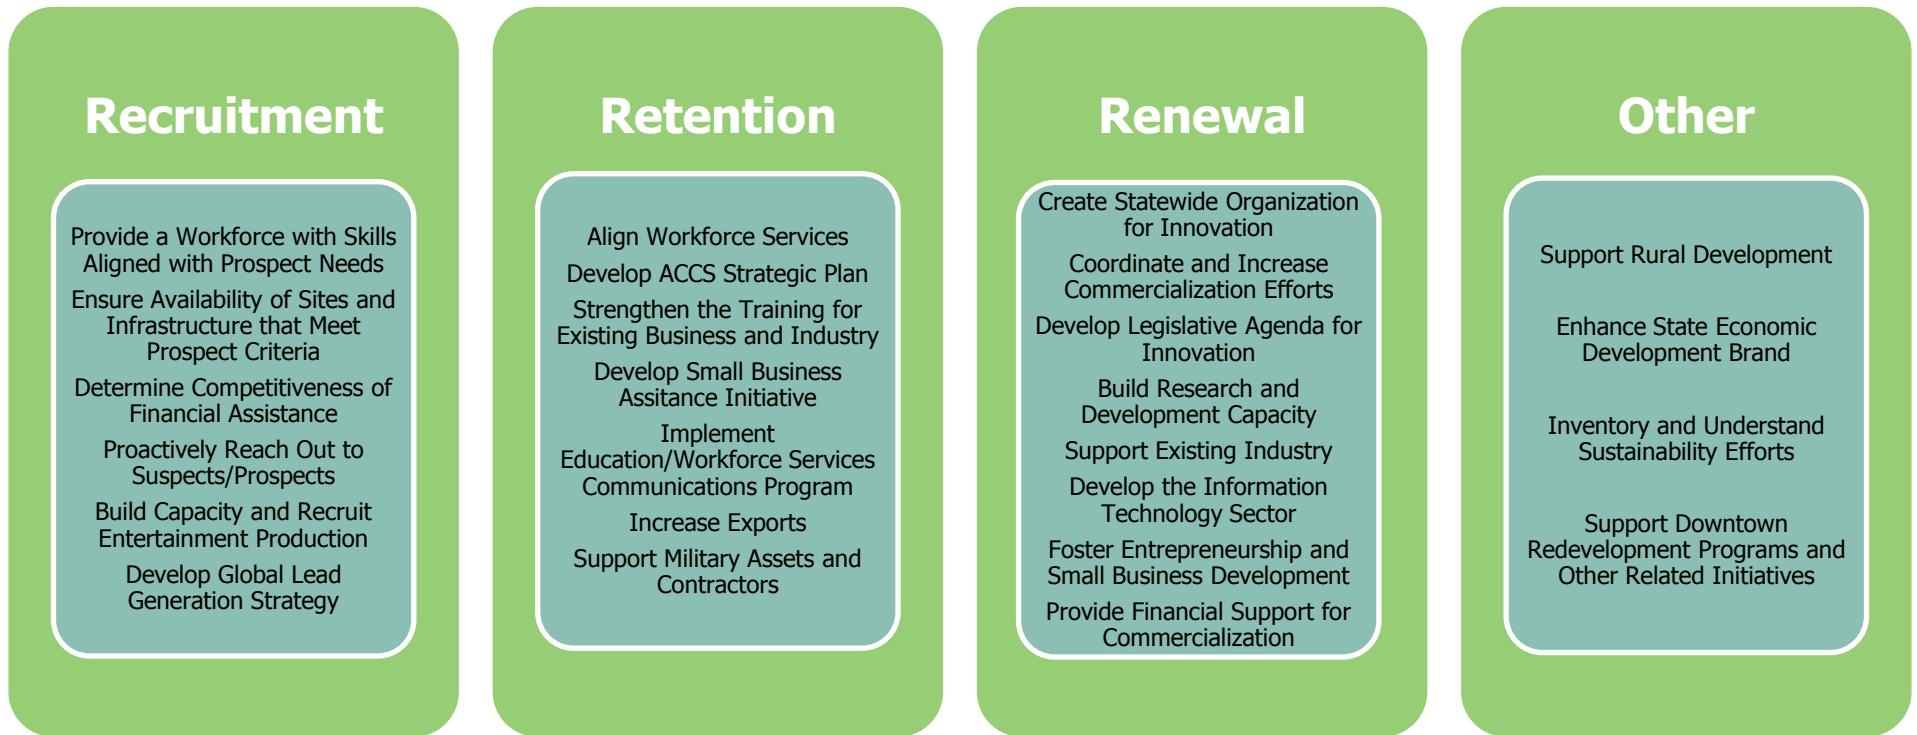 Recruitment
Provide a Workforce with Skills
Aligned with Prospect Needs
Ensure Availability of Sites and
Infrastructure that Meet
Prospect Criteria
Determine Competitiveness of
Financial Assistance
Proactively Reach Out to
Suspects/Prospects
Build Capacity and Recruit
Entertainment Production
Develop Global Lead
Generation Strategy
Retention
Align Workforce Services
Develop ACCS Strategic Plan
Strengthen the Training for
Existing Business and Industry
Develop Small Business
Assitance Initiative
Implement
Education/Workforce Services
Communications Program
Increase Exports
Support Military Assets and
Contractors
Renewal
Create Statewide Organization
for Innovation
Coordinate and Increase
Commercialization Efforts
Develop Legislative Agenda for
Innovation
Build Research and
Development Capacity
Support Existing Industry
Develop the Information
Technology Sector
Foster Entrepreneurship and
Small Business Development
Provide Financial Support for
Commercialization
Other
Support Rural Development
Enhance State Economic
Development Brand
Inventory and Understand
Sustainability Efforts
Support Downtown
Redevelopment Programs and
Other Related Initiatives